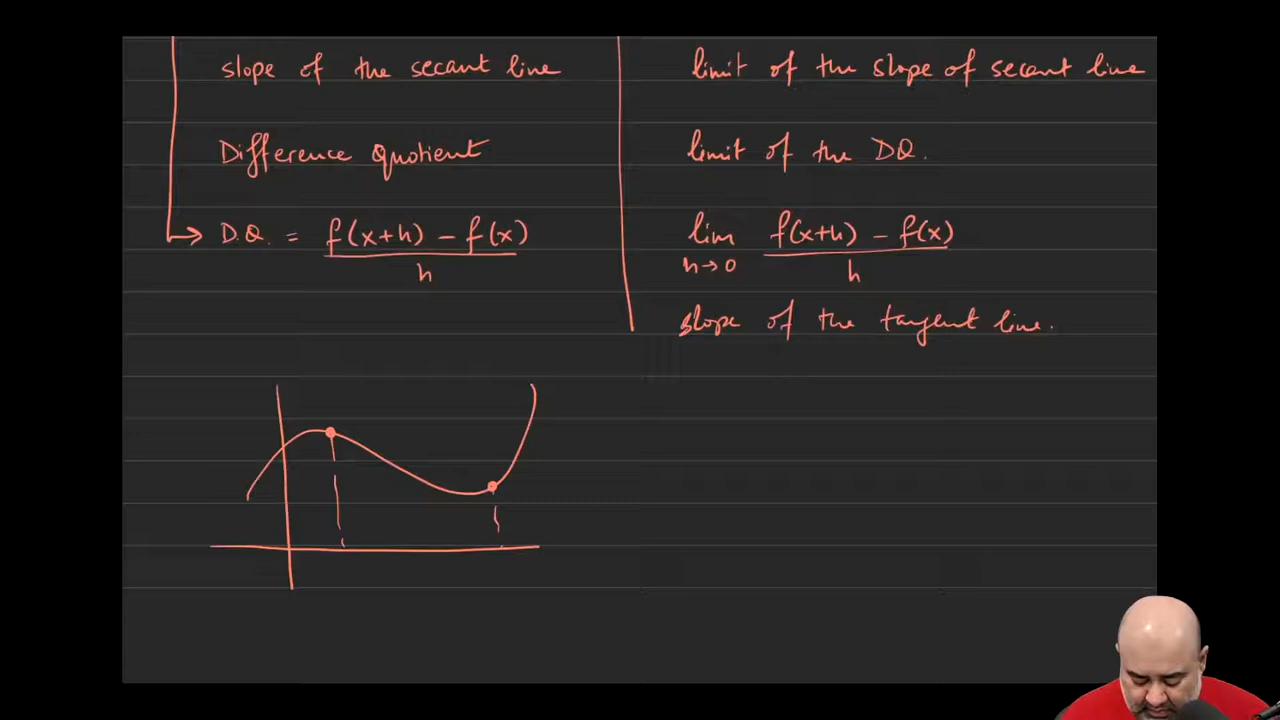 slope of the secant line
Difference quotient
D.Q. = f(x+h) - f(x) / h
limit of the slope of secant line
limit of the DQ.
lim h→0 f(x+h) - f(x) / h
slope of the tangent line.